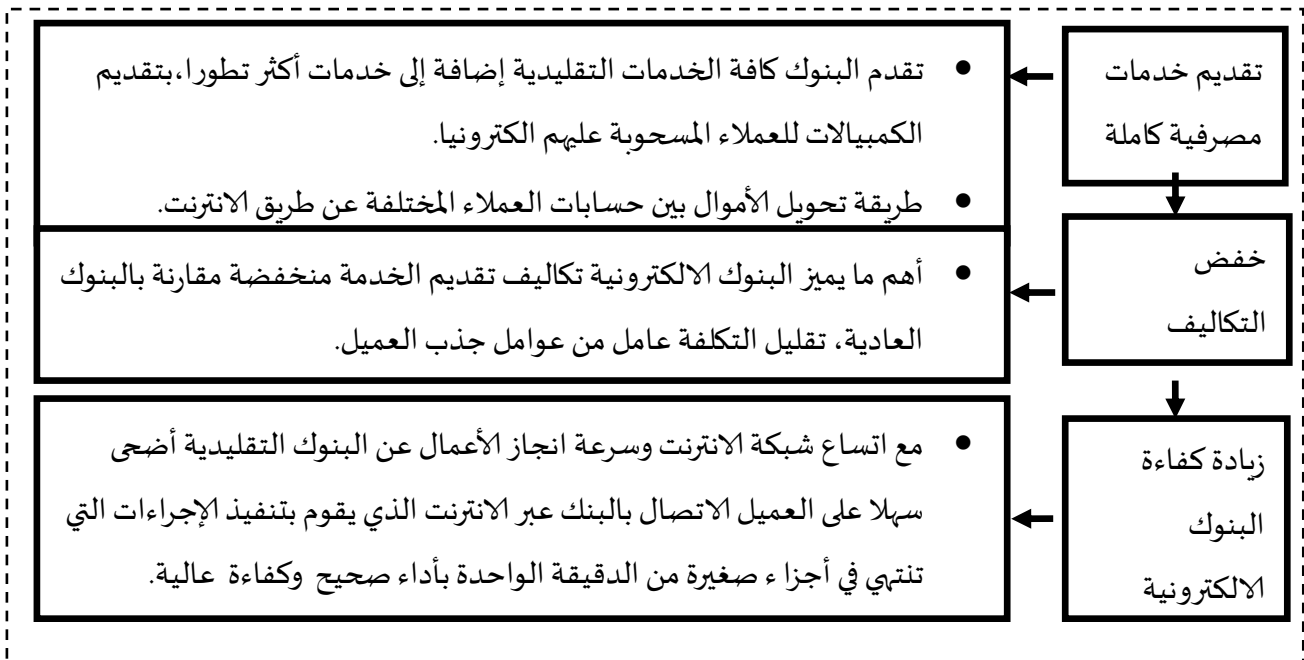 تقديم خدمات
مصرفية كاملة
● تقدم البنوك كافة الخدمات التقليدية إضافة إلى خدمات أكثر تطورا،بتقديم
الكمبيالات للعملاء المسحوبة عليهم الكترونيا.
● طريقة تحويل الأموال بين حسابات العملاء المختلفة عن طريق الانترنت.
خفض
التكاليف
● أهم ما يميز البنوك الالكترونية تكاليف تقديم الخدمة منخفضة مقارنة بالبنوك
العادية، تقليل التكلفة عامل من عوامل جذب العميل.
زيادة كفاءة
البنوك
الالكترونية
● مع اتساع شبكة الانترنت وسرعة انجاز الأعمال عن البنوك التقليدية أضحى
سهلا على العميل الاتصال بالبنك عبر الانترنت الذي يقوم بتنفيذ الإجراءات التي
تنتهي في أجزا ء صغيرة من الدقيقة الواحدة بأداء صحيح وكفاءة عالية.